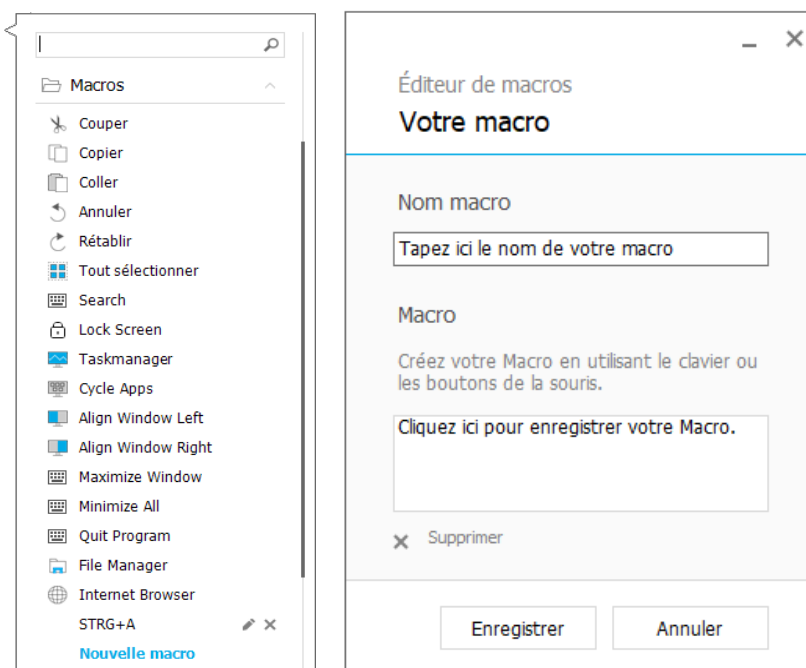 Macros
Couper
Copier
Coller
Annuler
Rétablir
Tout sélectionner
Search
Lock Screen
Taskmanager
Cycle Apps
Align Window Left
Align Window Right
Maximize Window
Minimize All
Quit Program
File Manager
Internet Browser
STRG+A
Nouvelle macro
Éditeur de macros
Votre macro
Nom macro
Tapez ici le nom de votre macro
Macro
Créez votre Macro en utilisant le clavier ou
les boutons de la souris.
Cliquez ici pour enregistrer votre Macro.
Supprimer
Enregistrer
Annuler